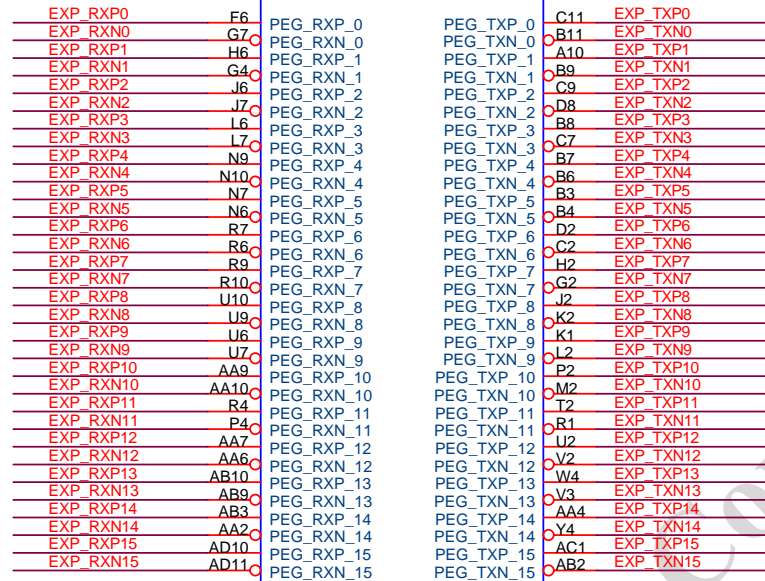 EXP_RXP0 F6 PEG_RXP_0 PEG_TXP_0 C11 EXP_TXP0
EXP_RXN0 G7 PEG_RXN_0 PEG_TXN_0 B11 EXP_TXN0
EXP_RXP1 H6 PEG_RXP_1 PEG_TXP_1 A10 EXP_TXP1
EXP_RXN1 G4 PEG_RXN_1 PEG_TXN_1 B9 EXP_TXN1
EXP_RXP2 J6 PEG_RXP_2 PEG_TXP_2 C9 EXP_TXP2
EXP_RXN2 J7 PEG_RXN_2 PEG_TXN_2 D8 EXP_TXN2
EXP_RXP3 L6 PEG_RXP_3 PEG_TXP_3 B8 EXP_TXP3
EXP_RXN3 L7 PEG_RXN_3 PEG_TXN_3 C7 EXP_TXN3
EXP_RXP4 N9 PEG_RXP_4 PEG_TXP_4 B7 EXP_TXP4
EXP_RXN4 N10 PEG_RXN_4 PEG_TXN_4 B6 EXP_TXN4
EXP_RXP5 N7 PEG_RXP_5 PEG_TXP_5 B3 EXP_TXP5
EXP_RXN5 N6 PEG_RXN_5 PEG_TXN_5 B4 EXP_TXN5
EXP_RXP6 R7 PEG_RXP_6 PEG_TXP_6 D2 EXP_TXP6
EXP_RXN6 R6 PEG_RXN_6 PEG_TXN_6 C2 EXP_TXN6
EXP_RXP7 R9 PEG_RXP_7 PEG_TXP_7 H2 EXP_TXP7
EXP_RXN7 R10 PEG_RXN_7 PEG_TXN_7 G2 EXP_TXN7
EXP_RXP8 U10 PEG_RXP_8 PEG_TXP_8 J2 EXP_TXP8
EXP_RXN8 U9 PEG_RXN_8 PEG_TXN_8 K2 EXP_TXN8
EXP_RXP9 U6 PEG_RXP_9 PEG_TXP_9 K1 EXP_TXP9
EXP_RXN9 U7 PEG_RXN_9 PEG_TXN_9 L2 EXP_TXN9
EXP_RXP10 AA9 PEG_RXP_10 PEG_TXP_10 P2 EXP_TXP10
EXP_RXN10 AA10 PEG_RXN_10 PEG_TXN_10 M2 EXP_TXN10
EXP_RXP11 R4 PEG_RXP_11 PEG_TXP_11 T2 EXP_TXP11
EXP_RXN11 P4 PEG_RXN_11 PEG_TXN_11 R1 EXP_TXN11
EXP_RXP12 AA7 PEG_RXP_12 PEG_TXP_12 U2 EXP_TXP12
EXP_RXN12 AA6 PEG_RXN_12 PEG_TXN_12 V2 EXP_TXN12
EXP_RXP13 AB10 PEG_RXP_13 PEG_TXP_13 W4 EXP_TXP13
EXP_RXN13 AB9 PEG_RXN_13 PEG_TXN_13 V3 EXP_TXN13
EXP_RXP14 AB3 PEG_RXP_14 PEG_TXP_14 AA4 EXP_TXP14
EXP_RXN14 AA2 PEG_RXN_14 PEG_TXN_14 Y4 EXP_TXN14
EXP_RXP15 AD10 PEG_RXP_15 PEG_TXP_15 AC1 EXP_TXP15
EXP_RXN15 AD11 PEG_RXN_15 PEG_TXN_15 AB2 EXP_TXN15